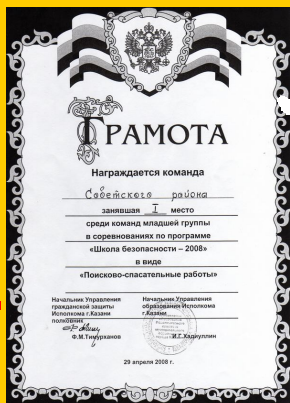 ГРАМОТА
Награждается команда
Советского района
занявшая I место
среди команд младшей группы
в соревнованиях по программе
«Школа безопасности – 2008»
в виде
«Поисково-спасательные работы»
Начальник Управления
гражданской защиты
Исполкома г.Казани
полковник
Ф.М.Тимурханов
Начальник Управления
образования Исполкома
г.Казани
И.Г.Хадиуллин
29 апреля 2008 г.